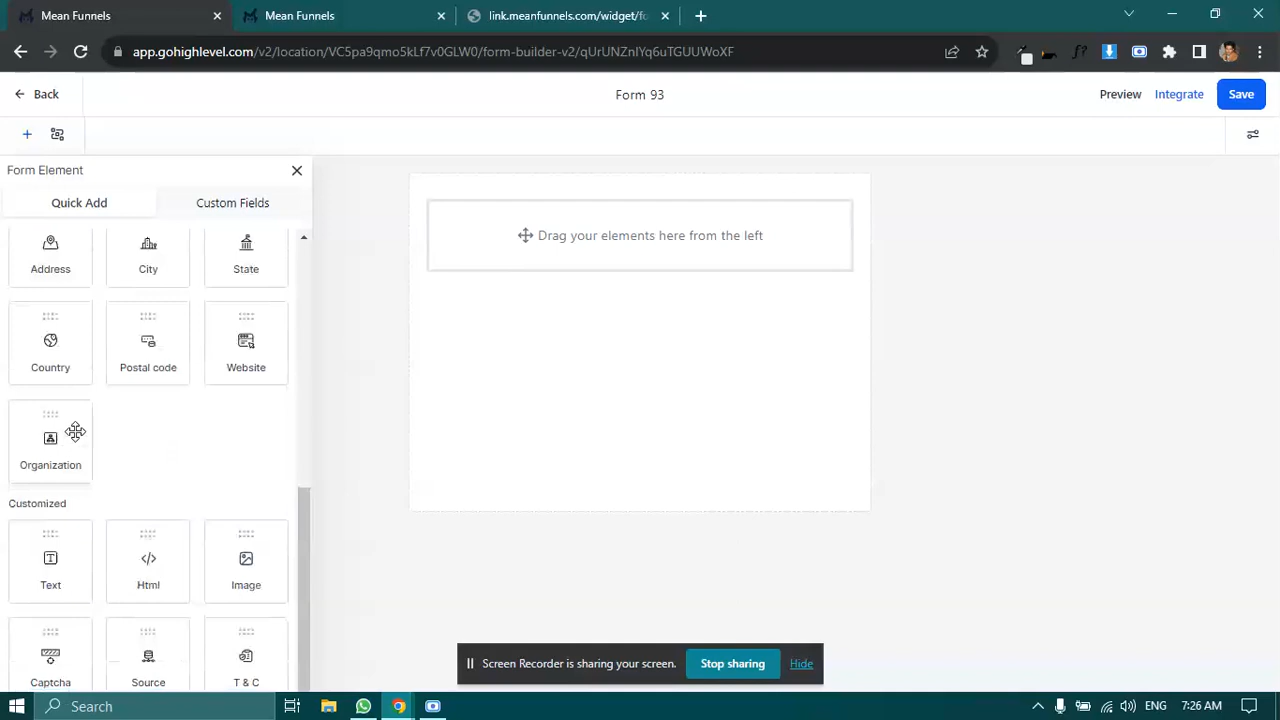 Mean Funnels
Mean Funnels
link.meanfunnels.com/widget/fo
app.gohighlevel.com/v2/location/VC5pa9qmo5kLf7v0GLW0/form-builder-v2/qUrUNZnIYq6uTGUUWoXF
Back
Form 93
Preview
Integrate
Save
Form Element
Quick Add
Custom Fields
Address
City
State
Drag your elements here from the left
Country
Postal code
Website
Organization
Customized
Text
Html
Image
Captcha
Source
T & C
Screen Recorder is sharing your screen.
Stop sharing
Hide
Search
ENG
7:26 AM